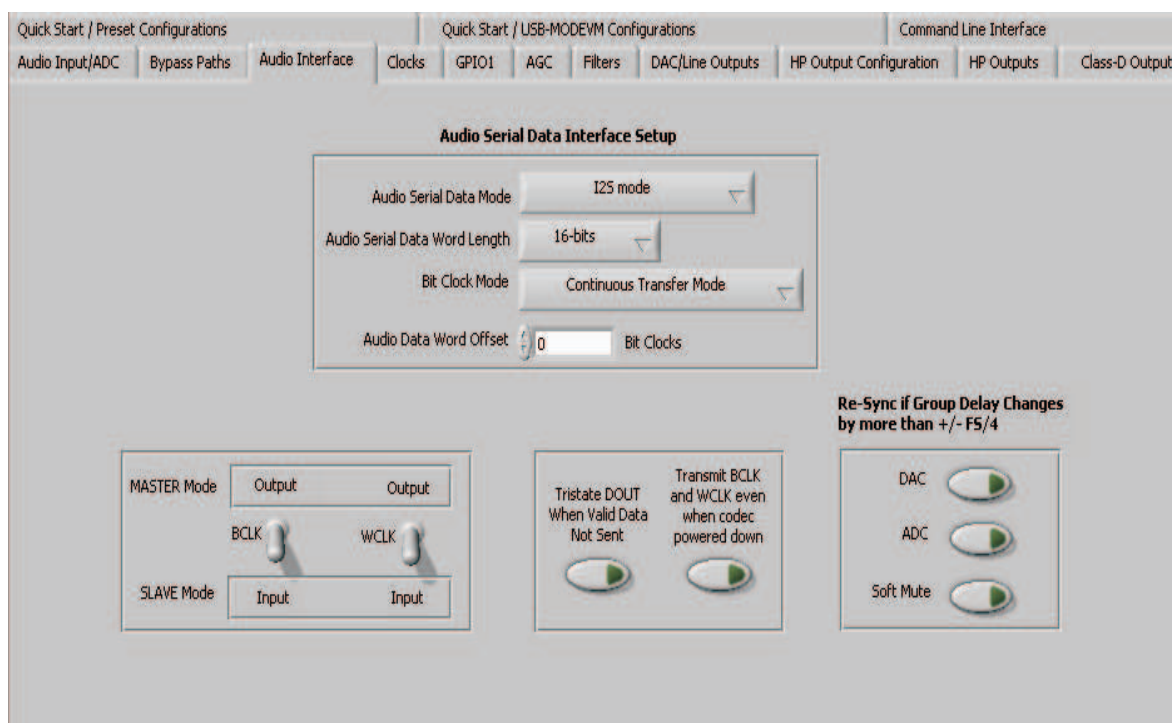 Quick Start / Preset Configurations
Quick Start / USB-MODEVM Configurations
Command Line Interface
Audio Input/ADC
Bypass Paths
Audio Interface
Clocks
GPIO1
AGC
Filters
DAC/Line Outputs
HP Output Configuration
HP Outputs
Class-D Output
Audio Serial Data Interface Setup
Audio Serial Data Mode
I2S mode
Audio Serial Data Word Length
16-bits
Bit Clock Mode
Continuous Transfer Mode
Audio Data Word Offset
0
Bit Clocks
MASTER Mode
Output
Output
BCLK
WCLK
SLAVE Mode
Input
Input
Tristate DOUT
When Valid Data
Not Sent
Transmit BCLK
and WCLK even
when codec
powered down
Re-Sync if Group Delay Changes
by more than +/- FS/4
DAC
ADC
Soft Mute